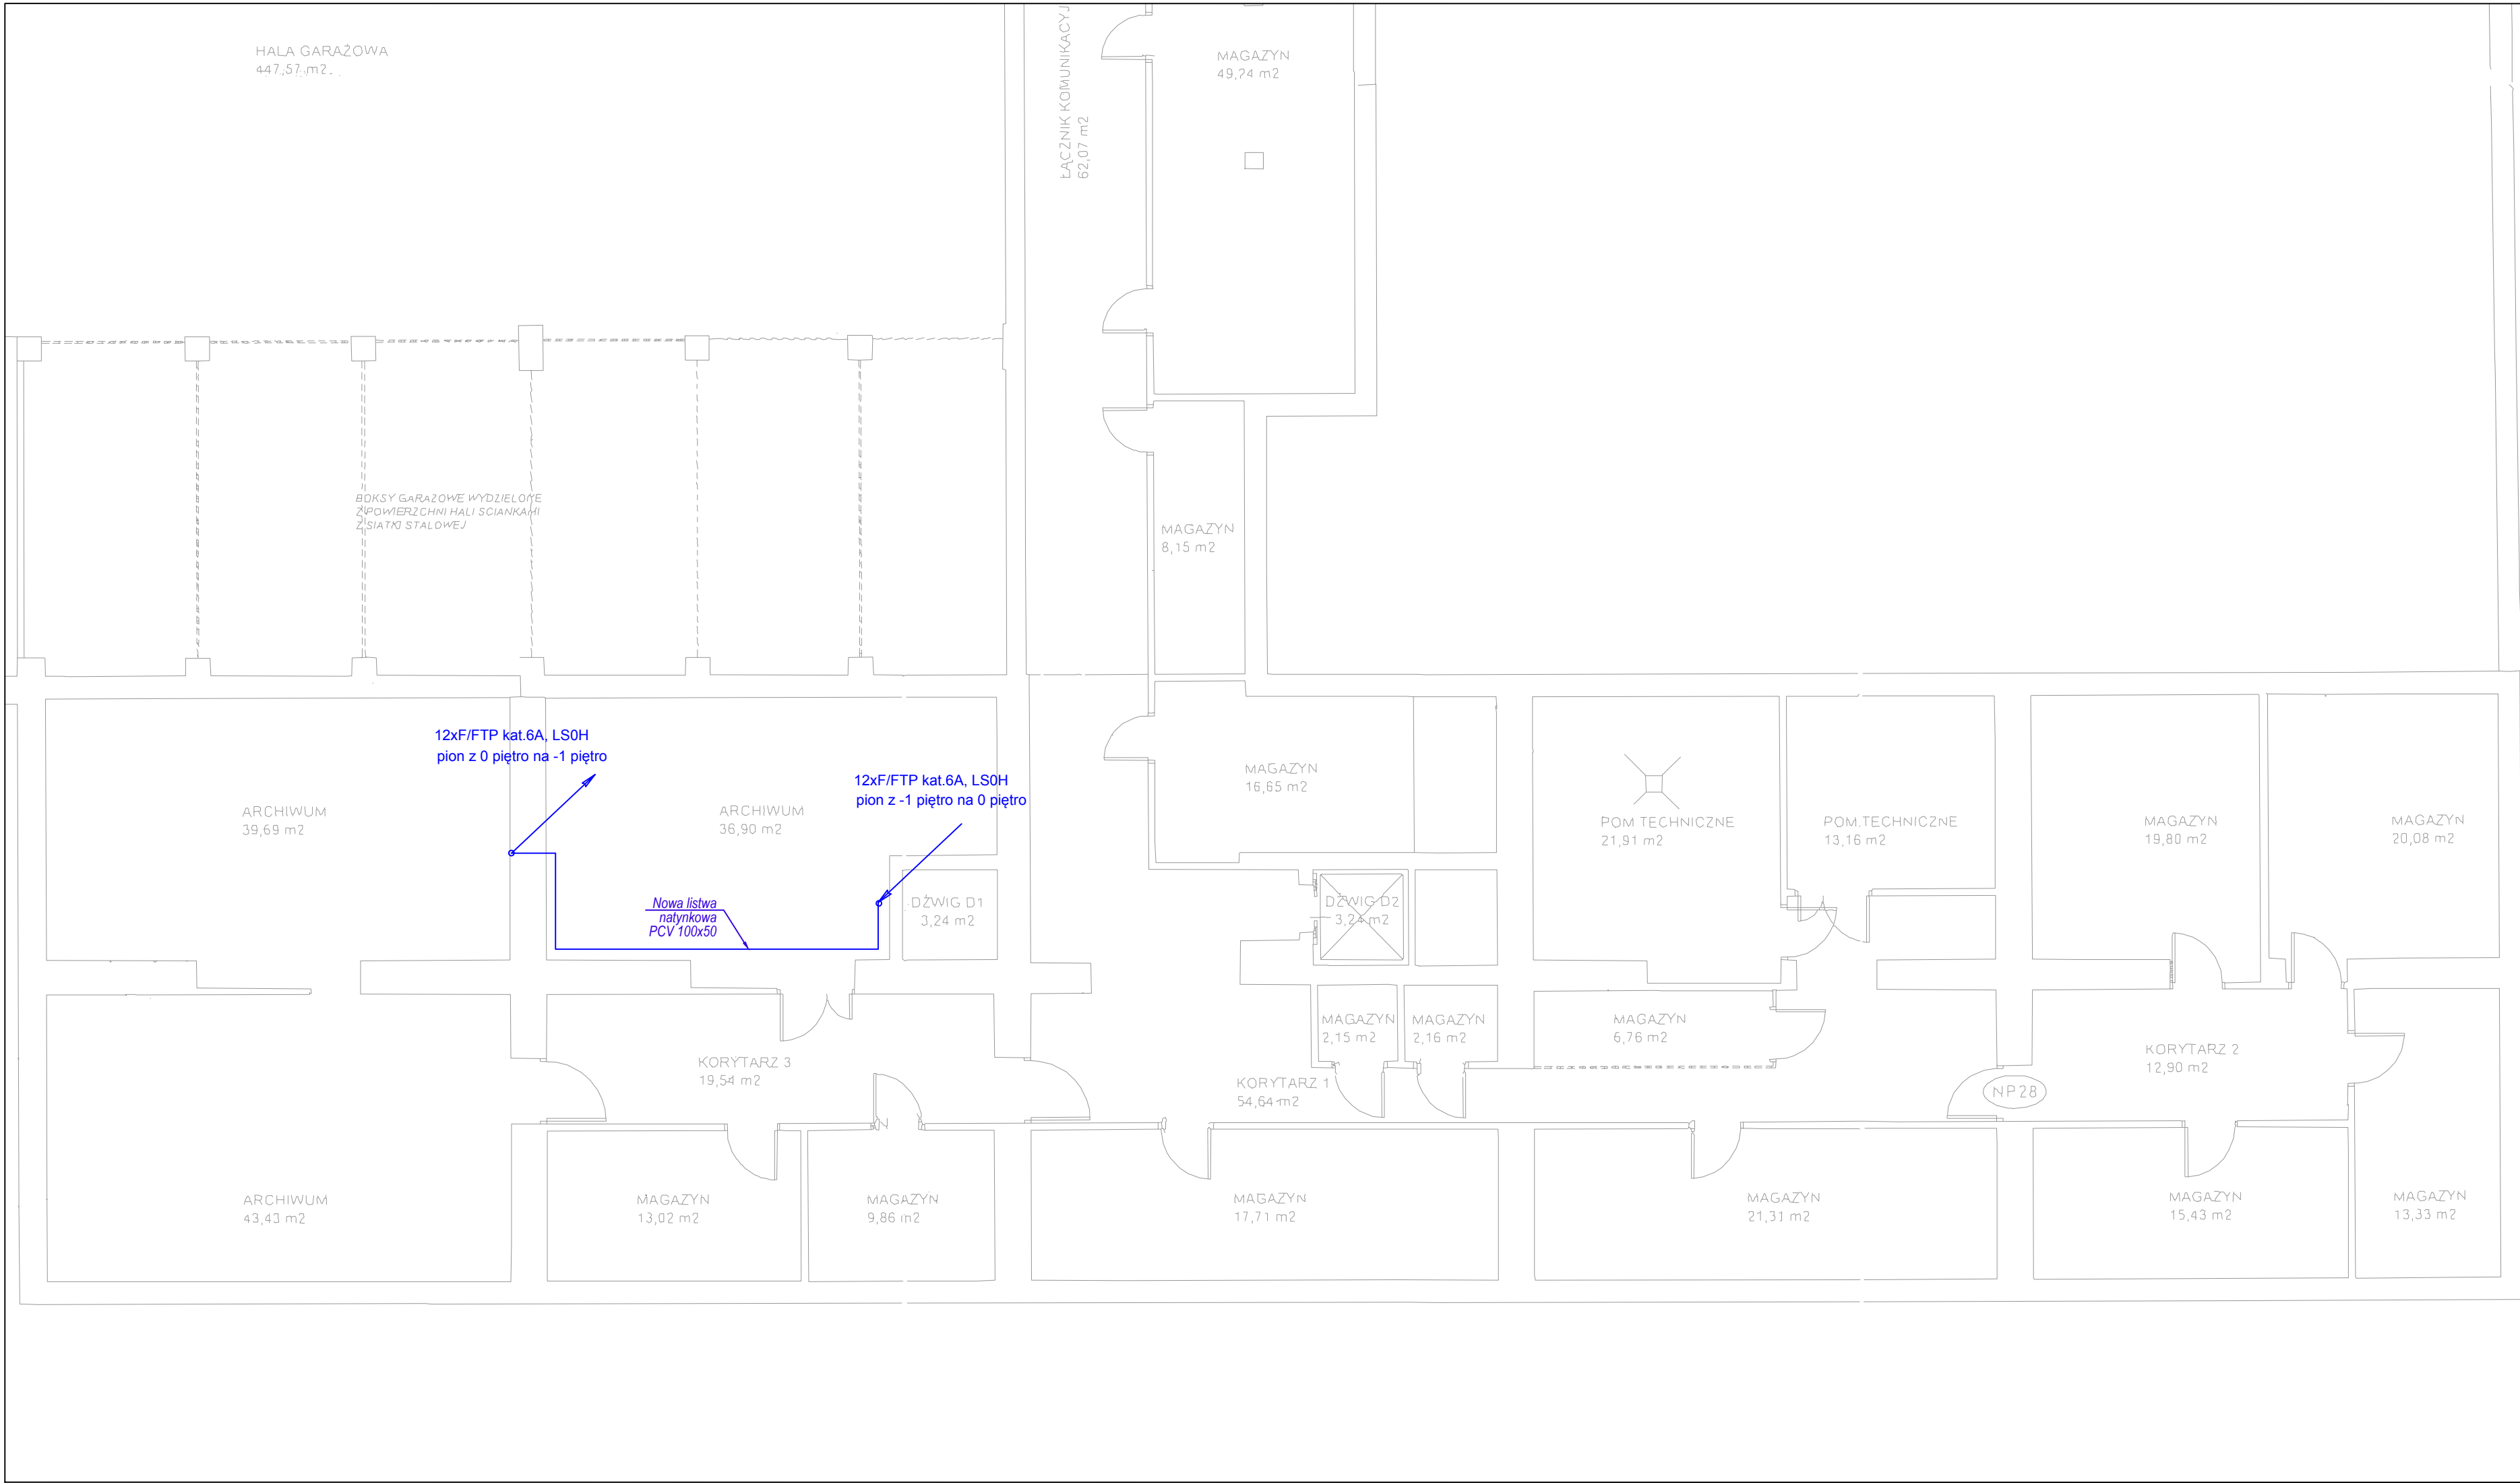 HALA GARAŻOWA
447,57 m2
ŁĄCZNIK KOMUNIKACYJ
62,07 m2
MAGAZYN
49,24 m2
BOKSY GARAZOWE WYDZIELONE
Z POWIERZCHNI HALI SCIANKAMI
Z SIATKI STALOWEJ
MAGAZYN
8,15 m2
12xF/FTP kat.6A, LS0H
pion z 0 piętro na -1 piętro
12xF/FTP kat.6A, LS0H
pion z -1 piętro na 0 piętro
ARCHIWUM
39,69 m2
ARCHIWUM
36,90 m2
MAGAZYN
16,65 m2
POM TECHNICZNE
21,91 m2
POM.TECHNICZNE
13,16 m2
MAGAZYN
19,80 m2
MAGAZYN
20,08 m2
Nowa listwa
natynkowa
PCV 100x50
DŹWIG D1
3,24 m2
DŹWIG D2
3,24 m2
MAGAZYN
2,15 m2
MAGAZYN
2,16 m2
MAGAZYN
6,76 m2
KORYTARZ 3
19,54 m2
KORYTARZ 1
54,64 m2
KORYTARZ 2
12,90 m2
NP28
ARCHIWUM
43,43 m2
MAGAZYN
13,02 m2
MAGAZYN
9,86 m2
MAGAZYN
17,71 m2
MAGAZYN
21,31 m2
MAGAZYN
15,43 m2
MAGAZYN
13,33 m2